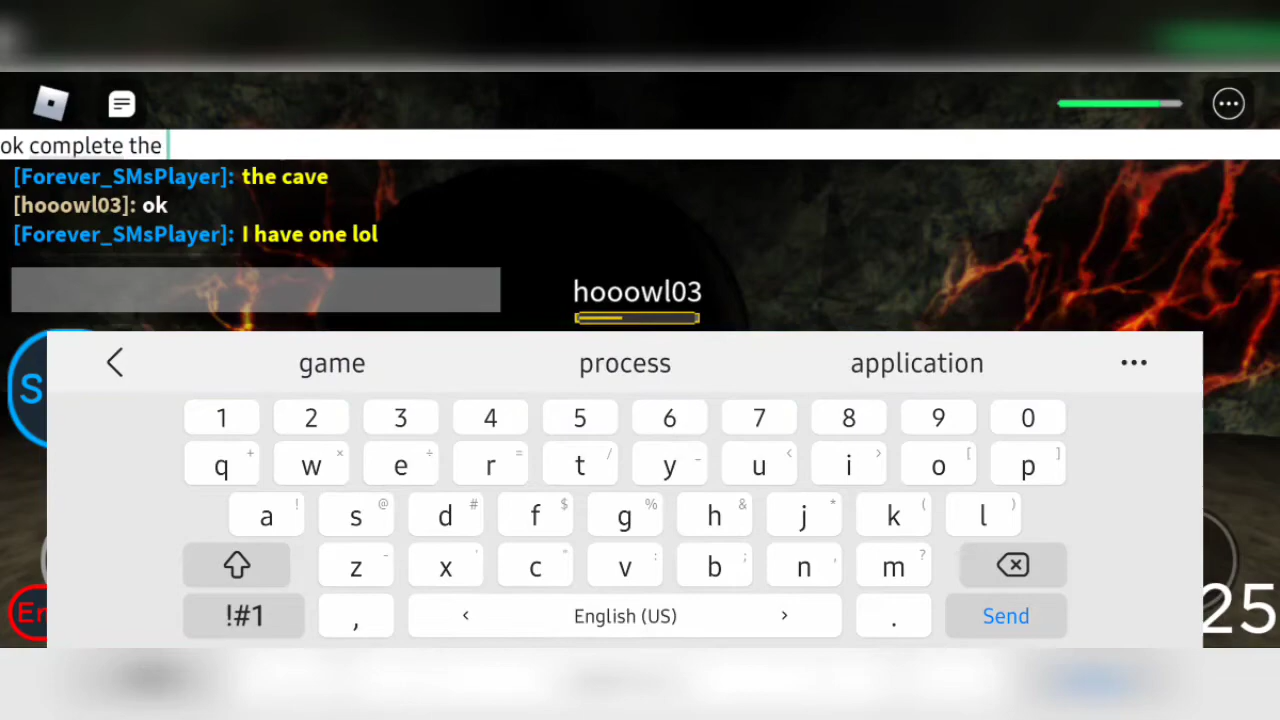 ok complete the
[Forever_SMsPlayer]: the cave
[hooowl03]: ok
[Forever_SMsPlayer]: I have one lol
hooowl03
S
game process application
1 2 3 4 5 6 7 8 9 0
q + w × e ÷ r = t / y _ u < i > o [ p ]
a ! s @ d # f $ g % h & j * k ( l )
z - x ' c " v : b ; n , m ?
!#1 , < English (US) > . Send
En
25